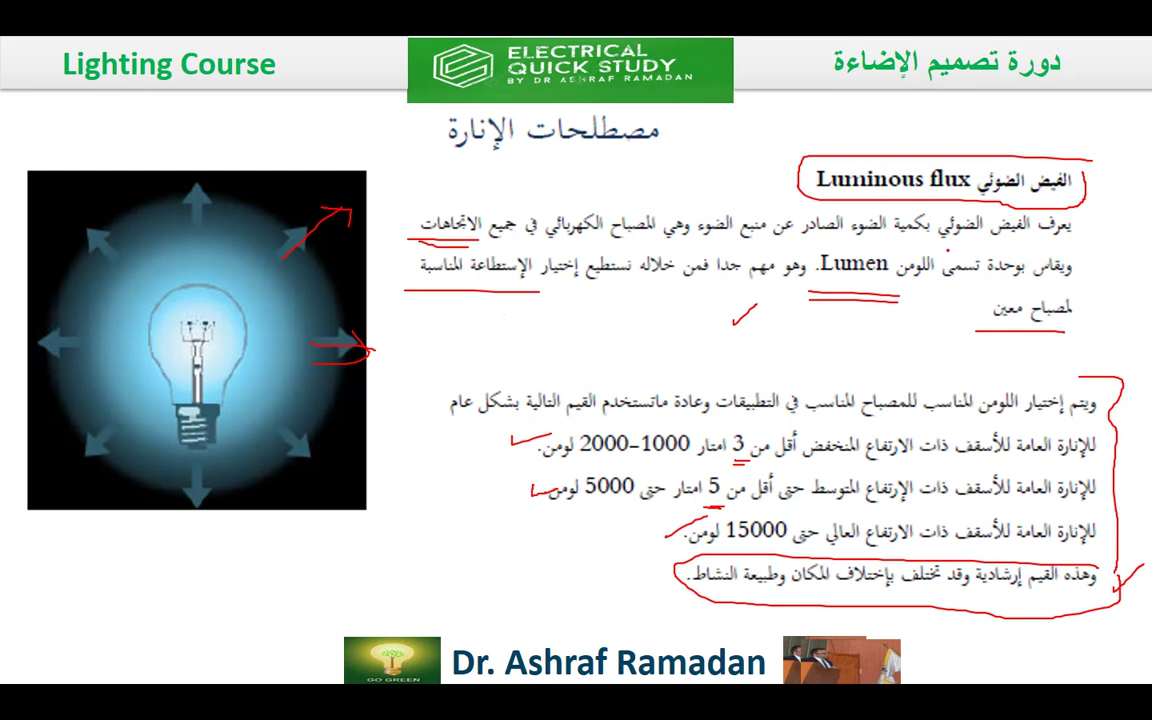 Lighting Course
ELECTRICAL
QUICK STUDY
BY DR ASHRAF RAMADAN
دورة تصميم الإضاءة
مصطلحات الإنارة
الفيض الضوئي Luminous flux
يعرف الفيض الضوئي بكمية الضوء الصادر عن منبع الضوء وهي المصباح الكهربائي في جميع الاتجاهات
ويقاس بوحدة تسمى اللومن Lumen. وهو مهم جدا فمن خلاله نستطيع إختيار الإستطاعة المناسبة
لمصباح معين
ويتم إختيار اللومن المناسب للمصباح المناسب في التطبيقات وعادة ماتستخدم القيم التالية بشكل عام
للإنارة العامة للأسقف ذات الارتفاع المنخفض أقل من 3 امتار 1000-2000 لومن.
للإنارة العامة للأسقف ذات الإرتفاع المتوسط حتى أقل من 5 امتار حتى 5000 لومن.
للإنارة العامة للأسقف ذات الارتفاع العالي حتى 15000 لومن.
وهذه القيم إرشادية وقد تختلف بإختلاف المكان وطبيعة النشاط.
GO GREEN
Dr. Ashraf Ramadan